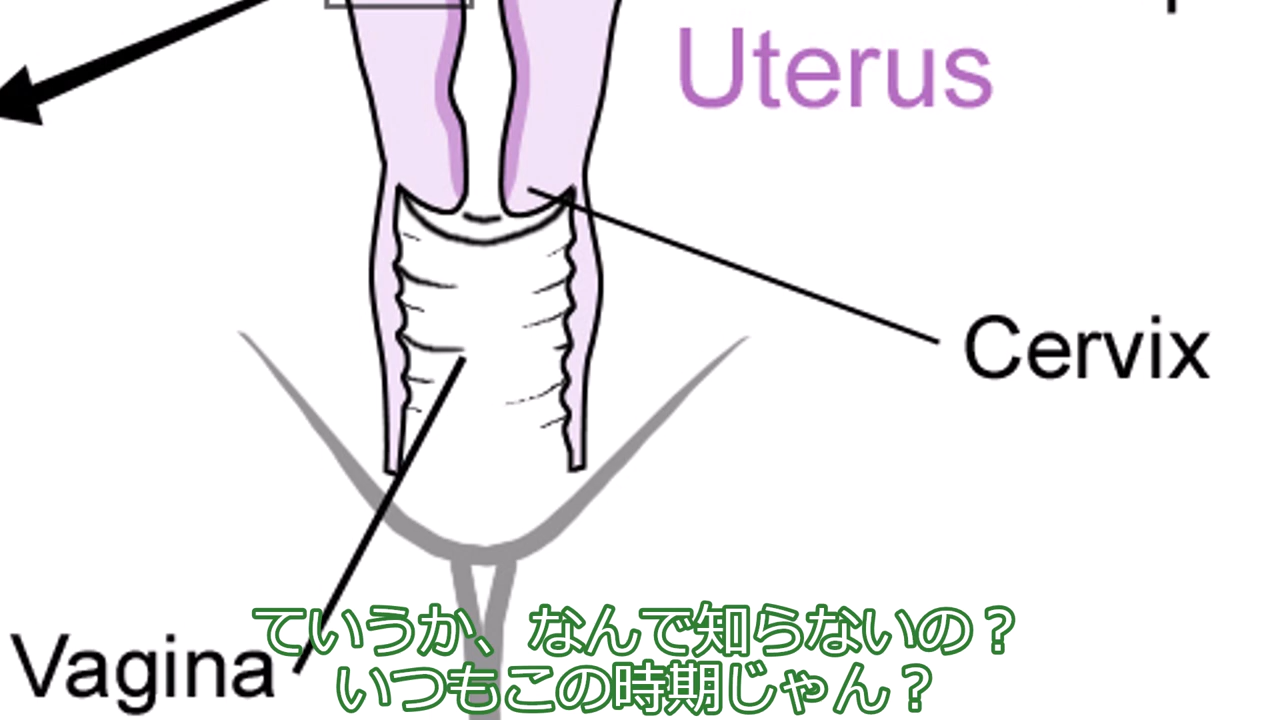 Uterus
Cervix
Vagina
ていうか、なんで知らないの？
いつもこの時期じゃん？